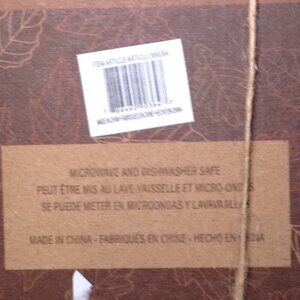 MICROWAVE AND DISHWASHER SAFE
PEUT ÊTRE MIS AU LAVE-VAISSELLE ET MICRO-ONDES
SE PUEDE METER EN MICROONDAS Y LAVAVAJILLAS
MADE IN CHINA - FABRIQUÉS EN CHINE - HECHO EN CHINA